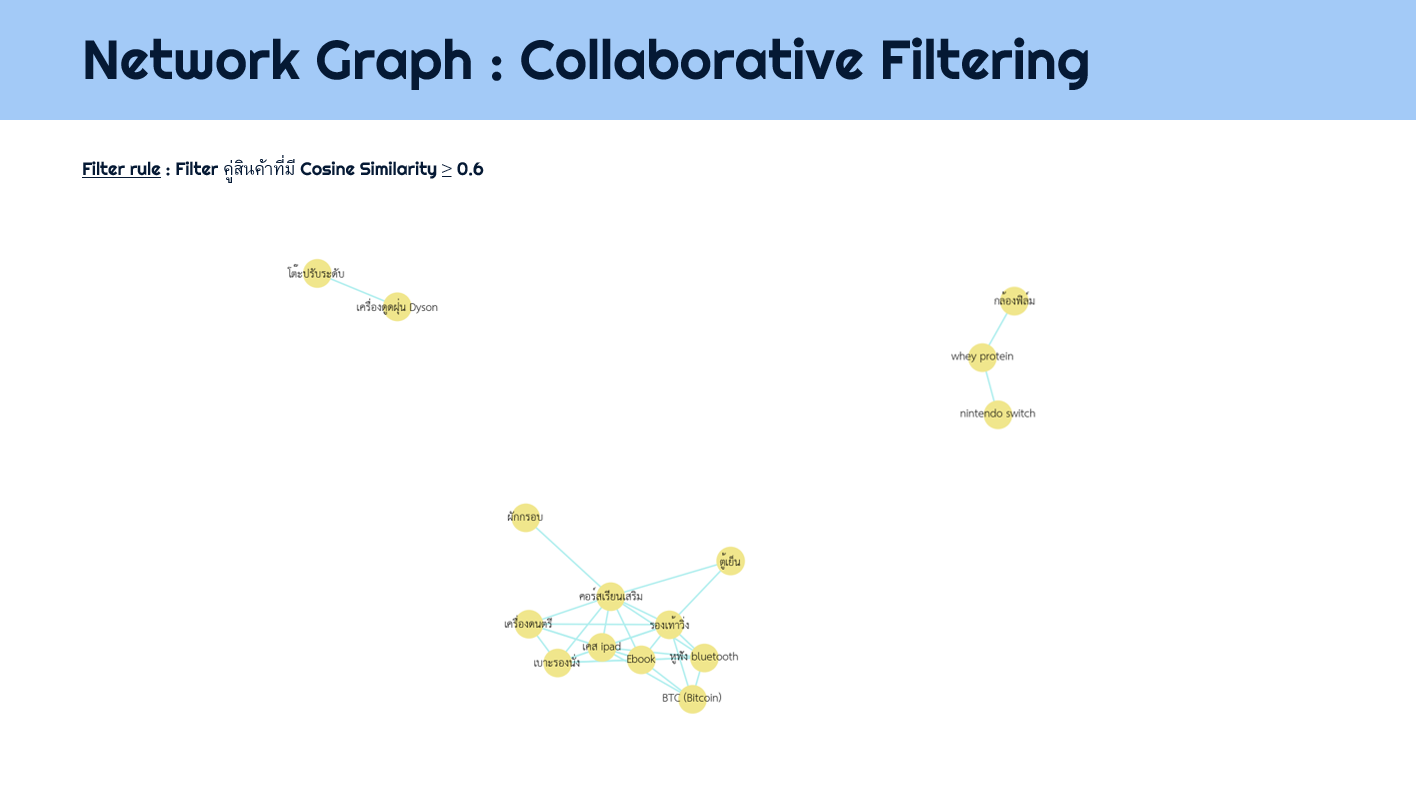 Network Graph : Collaborative Filtering
Filter rule : Filter คู่สินค้าที่มี Cosine Similarity ≥ 0.6
โต๊ะปรับระดับ
เครื่องดูดฝุ่น Dyson
กล้องฟิล์ม
whey protein
nintendo switch
ผักกรอบ
ตู้เย็น
คอร์สเรียนเสริม
เครื่องดนตรี
รองเท้าวิ่ง
เคส ipad
เบาะรองนั่ง
Ebook
หูฟัง bluetooth
BTC (Bitcoin)